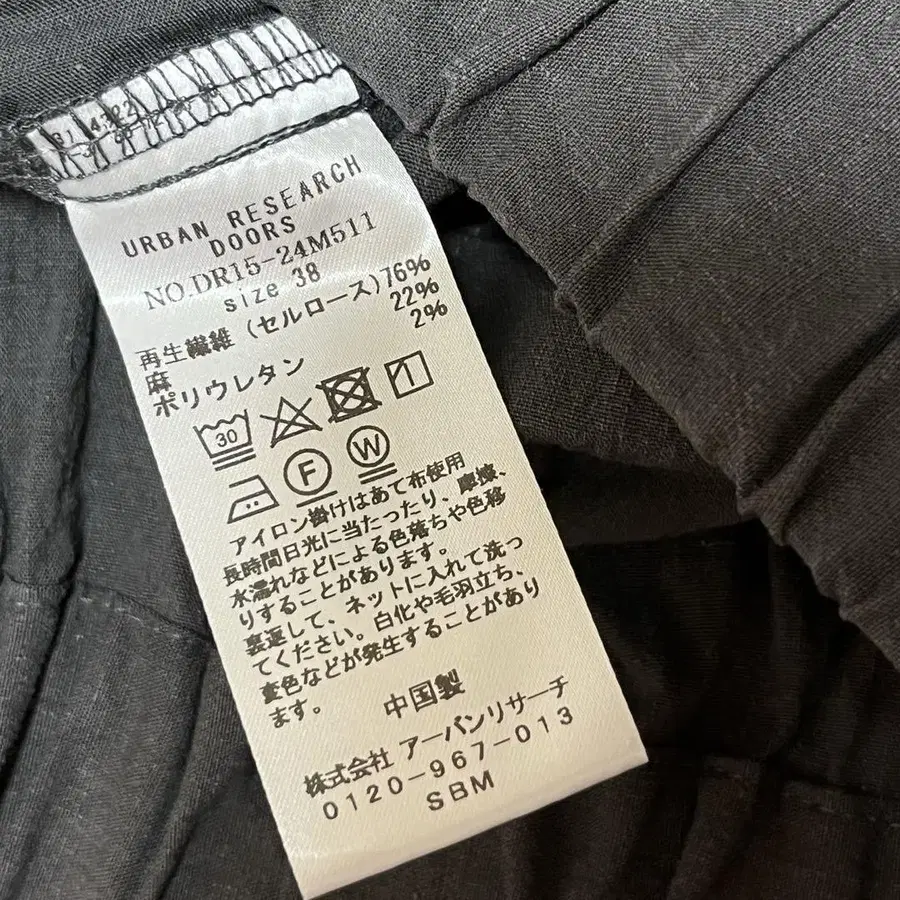 URBAN RESEARCH
DOORS
NO.DR15-24M511
size 38
再生繊維(セルロース)76%
麻 22%
ポリウレタン 2%
30
F W
アイロン掛けはあて布使用
長時間日光に当たったり、摩擦、
水濡れなどによる色落ちや色移
りすることがあります。
裏返して、ネットに入れて洗っ
てください。白化や毛羽立ち、
変色などが発生することがあり
ます。
中国製
株式会社 アーバンリサーチ
0120-967-013
SBM